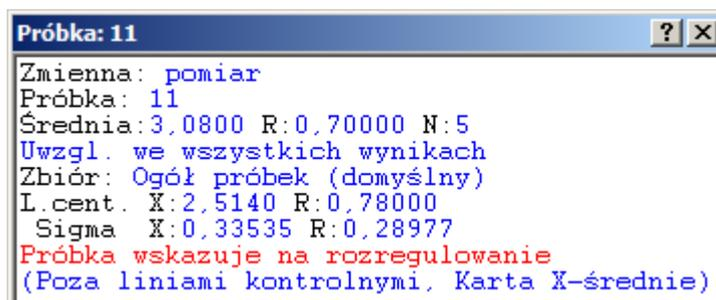 Próbka: 11
Zmienna: pomiar
Próbka: 11
Średnia:3,0800 R:0,70000 N:5
Uwzgl. we wszystkich wynikach
Zbiór: Ogół próbek (domyślny)
L.cent. X:2,5140 R:0,78000
Sigma X:0,33535 R:0,28977
Próbka wskazuje na rozregulowanie
(Poza liniami kontrolnymi, Karta X-średnie)